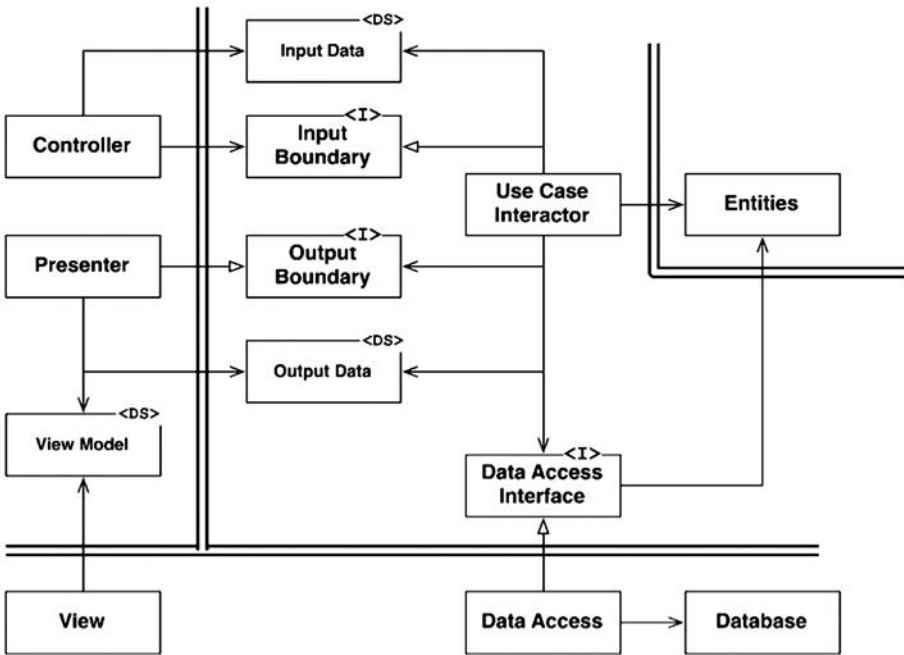 <DS>
Input Data
Controller
<I>
Input
Boundary
Use Case
Interactor
Entities
Presenter
<I>
Output
Boundary
<DS>
Output Data
<DS>
View Model
<I>
Data Access
Interface
View
Data Access
Database